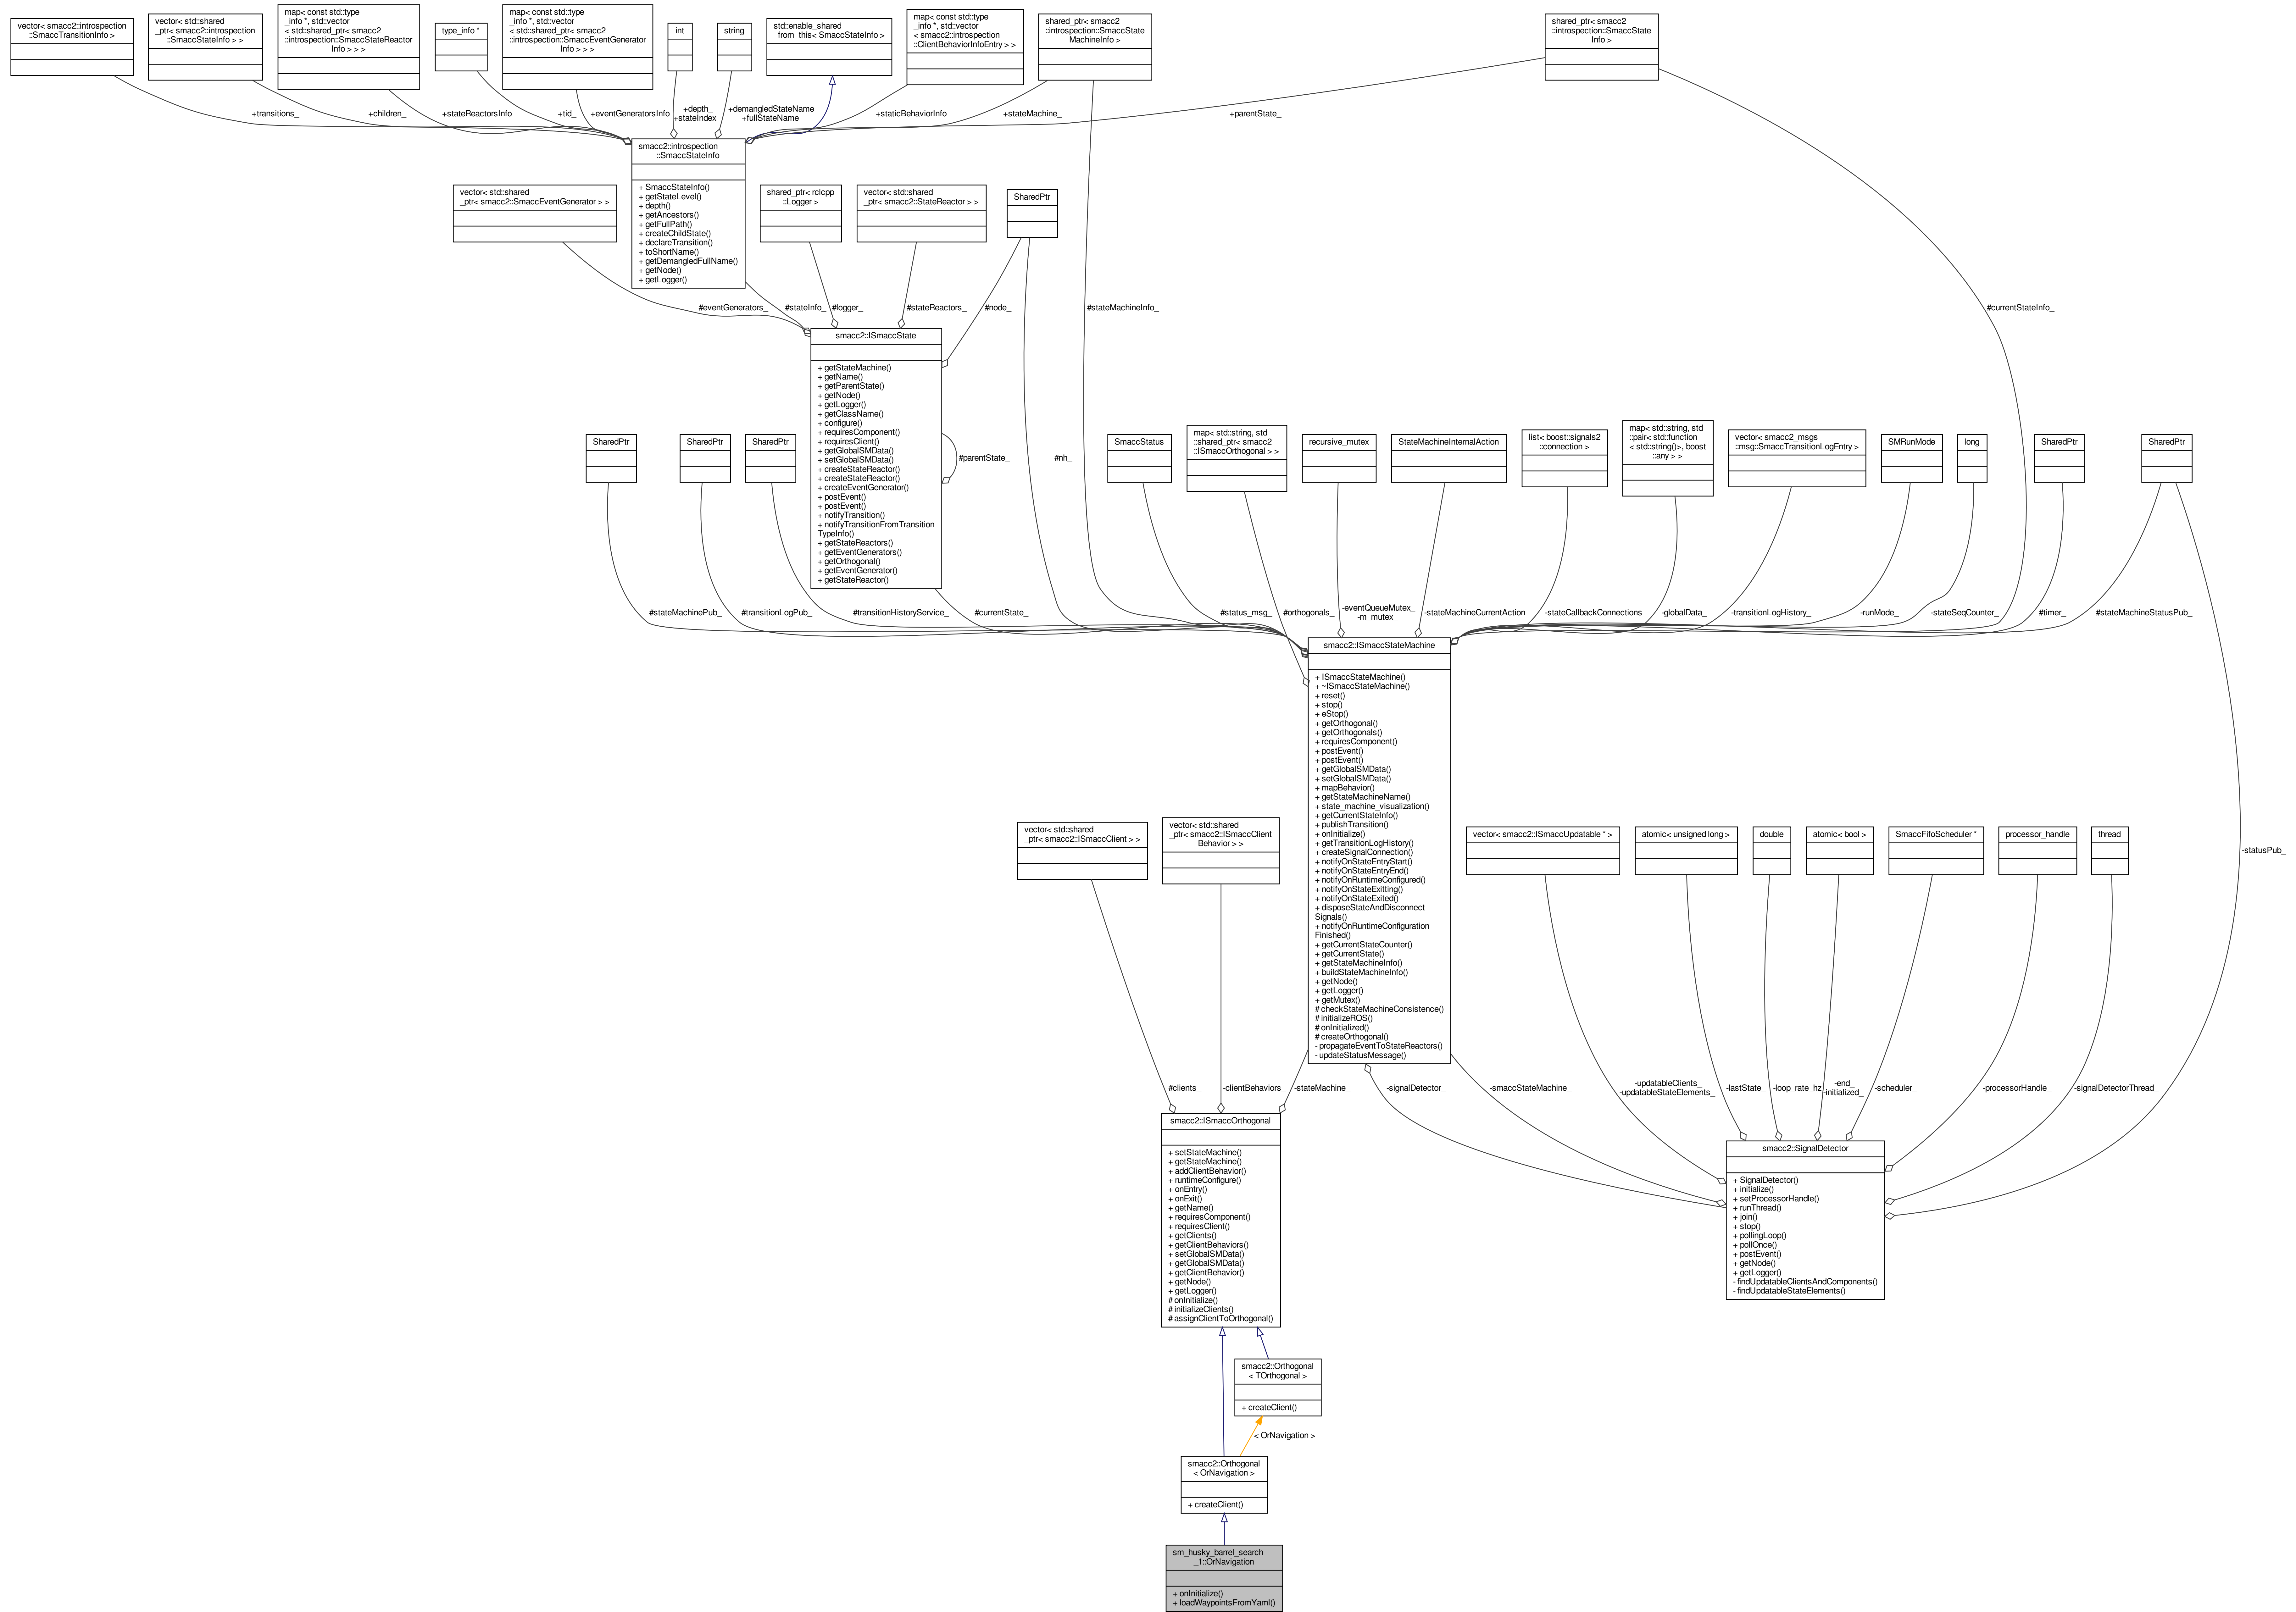 vector< smacc2::introspection
::SmaccTransitionInfo >
vector< std::shared
_ptr< smacc2::introspection
::SmaccStateInfo > >
map< const std::type
_info *, std::vector
< std::shared_ptr< smacc2
::introspection::SmaccStateReactor
Info > > >
type_info *
map< const std::type
_info *, std::vector
< std::shared_ptr< smacc2
::introspection::SmaccEventGenerator
Info > > >
int
string
std::enable_shared
_from_this< SmaccStateInfo >
map< const std::type
_info *, std::vector
< smacc2::introspection
::ClientBehaviorInfoEntry > >
shared_ptr< smacc2
::introspection::SmaccState
MachineInfo >
shared_ptr< smacc2
::introspection::SmaccState
Info >
+transitions_
+children_
+stateReactorsInfo
+tid_
+eventGeneratorsInfo
+depth_
+stateIndex_
+demangledStateName
+fullStateName
+staticBehaviorInfo
+stateMachine_
+parentState_
smacc2::introspection
::SmaccStateInfo
+ SmaccStateInfo()
+ getStateLevel()
+ depth()
+ getAncestors()
+ getFullPath()
+ createChildState()
+ declareTransition()
+ toShortName()
+ getDemangledFullName()
+ getNode()
+ getLogger()
vector< std::shared
_ptr< smacc2::SmaccEventGenerator > >
shared_ptr< rclcpp
::Logger >
vector< std::shared
_ptr< smacc2::StateReactor > >
SharedPtr
#eventGenerators_
#stateInfo_
#logger_
#stateReactors_
#node_
#stateMachineInfo_
#currentStateInfo_
smacc2::ISmaccState
+ getStateMachine()
+ getName()
+ getParentState()
+ getNode()
+ getLogger()
+ getClassName()
+ configure()
+ requiresComponent()
+ requiresClient()
+ getGlobalSMData()
+ setGlobalSMData()
+ createStateReactor()
+ createStateReactor()
+ createEventGenerator()
+ postEvent()
+ postEvent()
+ notifyTransition()
+ notifyTransitionFromTransition
TypeInfo()
+ getStateReactors()
+ getEventGenerators()
+ getOrthogonal()
+ getEventGenerator()
+ getStateReactor()
#parentState_
#nh_
SharedPtr
SharedPtr
SharedPtr
SmaccStatus
map< std::string, std
::shared_ptr< smacc2
::ISmaccOrthogonal > >
recursive_mutex
StateMachineInternalAction
list< boost::signals2
::connection >
map< std::string, std
::pair< std::function
< std::string()>, boost
::any > >
vector< smacc2_msgs
::msg::SmaccTransitionLogEntry >
SMRunMode
long
SharedPtr
SharedPtr
#stateMachinePub_
#transitionLogPub_
#transitionHistoryService_
#currentState_
#status_msg_
#orthogonals_
-eventQueueMutex_
-m_mutex_
-stateMachineCurrentAction
-stateCallbackConnections
-globalData_
-transitionLogHistory_
-runMode_
-stateSeqCounter_
#timer_
#stateMachineStatusPub_
smacc2::ISmaccStateMachine
+ ISmaccStateMachine()
+ ~ISmaccStateMachine()
+ reset()
+ stop()
+ eStop()
+ getOrthogonal()
+ getOrthogonals()
+ requiresComponent()
+ postEvent()
+ postEvent()
+ getGlobalSMData()
+ setGlobalSMData()
+ mapBehavior()
+ getStateMachineName()
+ state_machine_visualization()
+ getCurrentStateInfo()
+ publishTransition()
+ onInitialize()
+ getTransitionLogHistory()
+ createSignalConnection()
+ notifyOnStateEntryStart()
+ notifyOnStateEntryEnd()
+ notifyOnRuntimeConfigured()
+ notifyOnStateExitting()
+ notifyOnStateExited()
+ disposeStateAndDisconnect
Signals()
+ notifyOnRuntimeConfiguration
Finished()
+ getCurrentStateCounter()
+ getCurrentState()
+ getStateMachineInfo()
+ buildStateMachineInfo()
+ getNode()
+ getLogger()
+ getMutex()
# checkStateMachineConsistence()
# initializeROS()
# onInitialized()
# createOrthogonal()
- propagateEventToStateReactors()
- updateStatusMessage()
vector< std::shared
_ptr< smacc2::ISmaccClient > >
vector< std::shared
_ptr< smacc2::ISmaccClient
Behavior > >
vector< smacc2::ISmaccUpdatable * >
atomic< unsigned long >
double
atomic< bool >
SmaccFifoScheduler *
processor_handle
thread
-statusPub_
#clients_
-clientBehaviors_
-stateMachine_
-signalDetector_
-smaccStateMachine_
-updatableClients_
-updatableStateElements_
-lastState_
-loop_rate_hz
-end_
-initialized_
-scheduler_
-processorHandle_
-signalDetectorThread_
smacc2::ISmaccOrthogonal
+ setStateMachine()
+ getStateMachine()
+ addClientBehavior()
+ runtimeConfigure()
+ onEntry()
+ onExit()
+ getName()
+ requiresComponent()
+ requiresClient()
+ getClients()
+ getClientBehaviors()
+ setGlobalSMData()
+ getGlobalSMData()
+ getClientBehavior()
+ getNode()
+ getLogger()
# onInitialize()
# initializeClients()
# assignClientToOrthogonal()
smacc2::SignalDetector
+ SignalDetector()
+ initialize()
+ setProcessorHandle()
+ runThread()
+ join()
+ stop()
+ pollingLoop()
+ pollOnce()
+ postEvent()
+ getNode()
+ getLogger()
- findUpdatableClientsAndComponents()
- findUpdatableStateElements()
smacc2::Orthogonal
< TOrthogonal >
+ createClient()
< OrNavigation >
smacc2::Orthogonal
< OrNavigation >
+ createClient()
sm_husky_barrel_search
_1::OrNavigation
+ onInitialize()
+ loadWaypointsFromYaml()